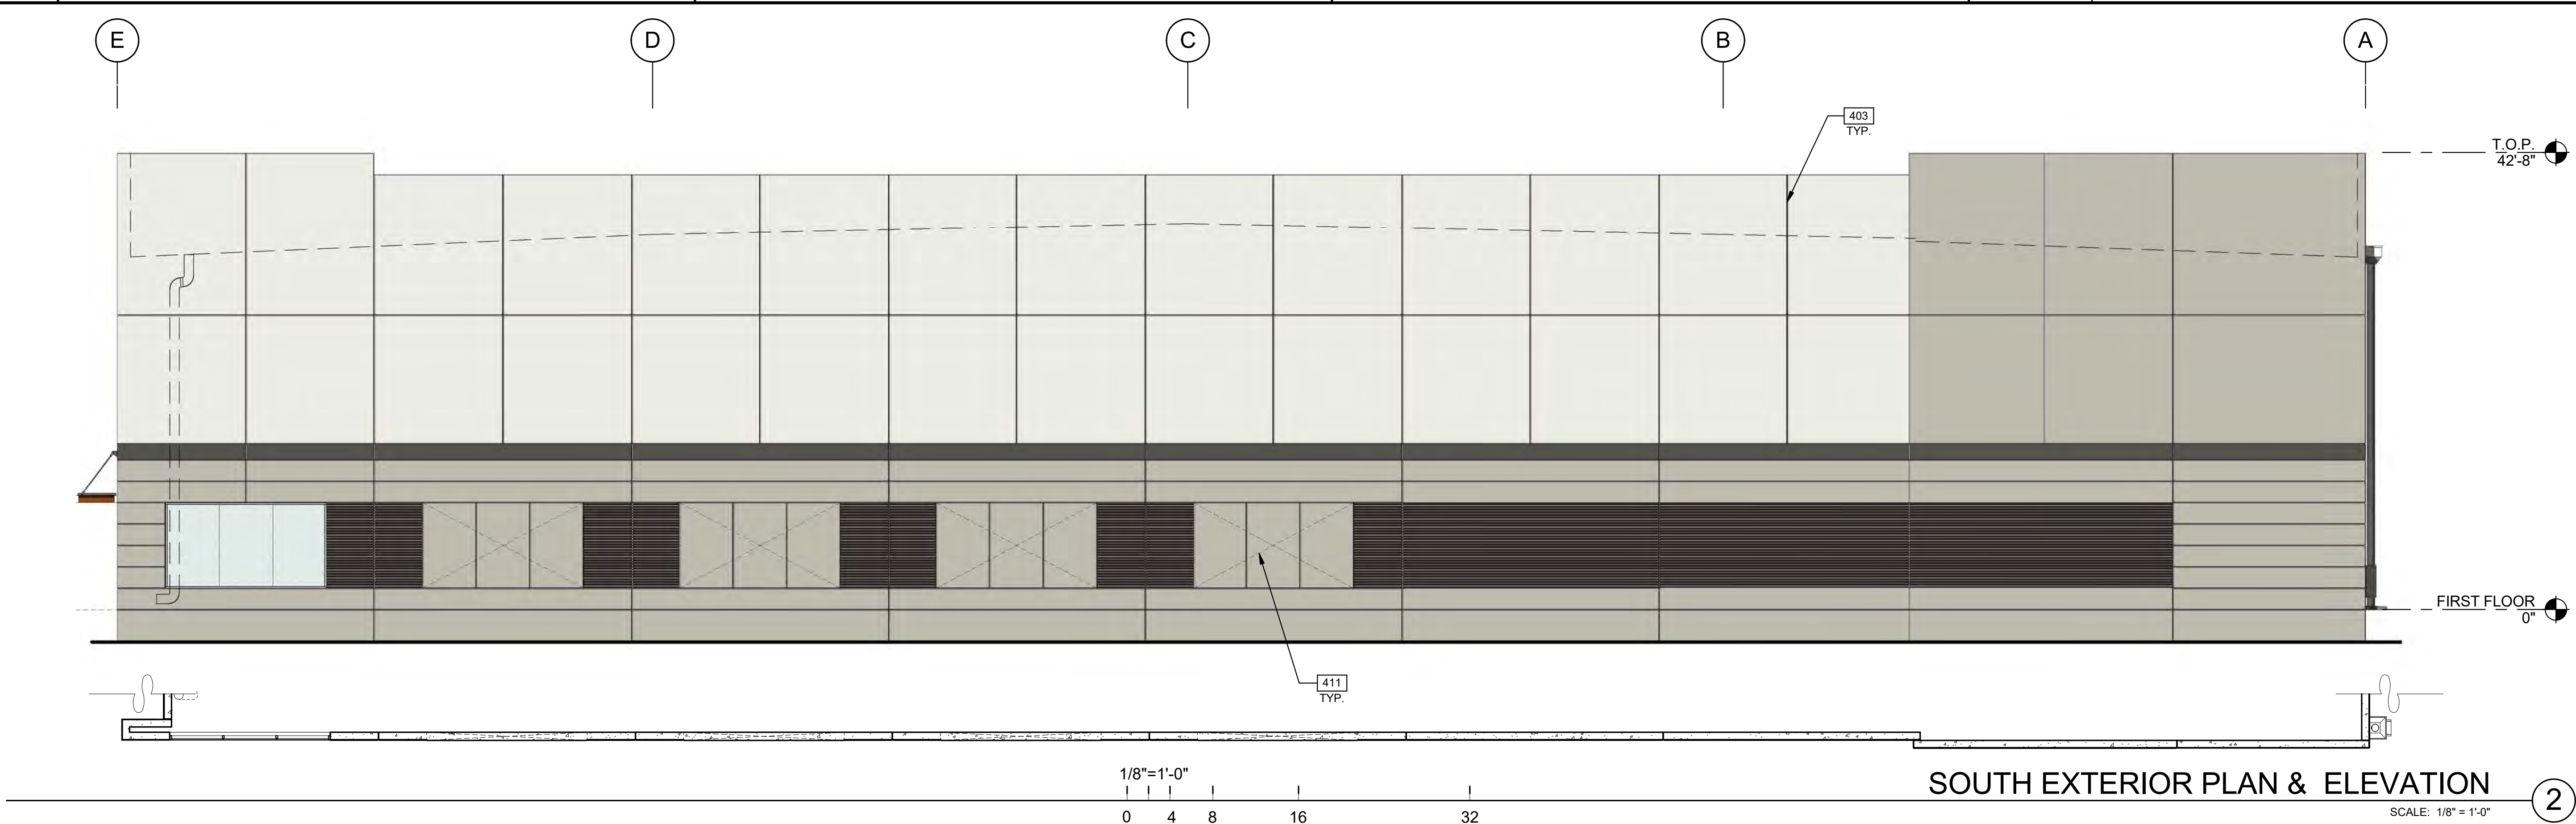 E
D
C
B
A
403
TYP.
T.O.P.
42'-8"
FIRST FLOOR
0"
411
TYP.
1/8"=1'-0"
0 4 8 16 32
SOUTH EXTERIOR PLAN & ELEVATION
SCALE: 1/8" = 1'-0"
2